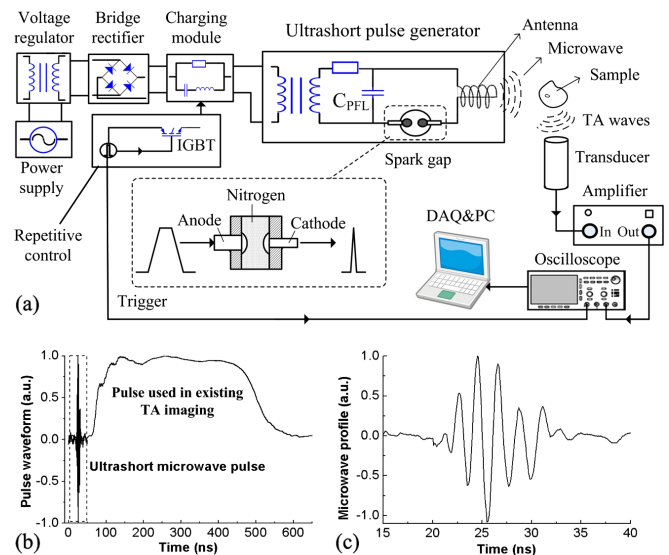 Voltage regulator
Bridge rectifier
Charging module
Ultrashort pulse generator
Antenna
Microwave
Sample
C_PFL
TA waves
Transducer
IGBT
Spark gap
Power supply
Amplifier
In Out
Nitrogen
Anode
Cathode
Repetitive control
DAQ&PC
Oscilloscope
(a)
Trigger
Pulse waveform (a.u.)
1.0
0.5
0.0
-0.5
-1.0
Pulse used in existing TA imaging
Ultrashort microwave pulse
0 100 200 300 400 500 600
Time (ns)
(b)
Microwave profile (a.u.)
1.0
0.5
0.0
-0.5
-1.0
15 20 25 30 35 40
Time (ns)
(c)